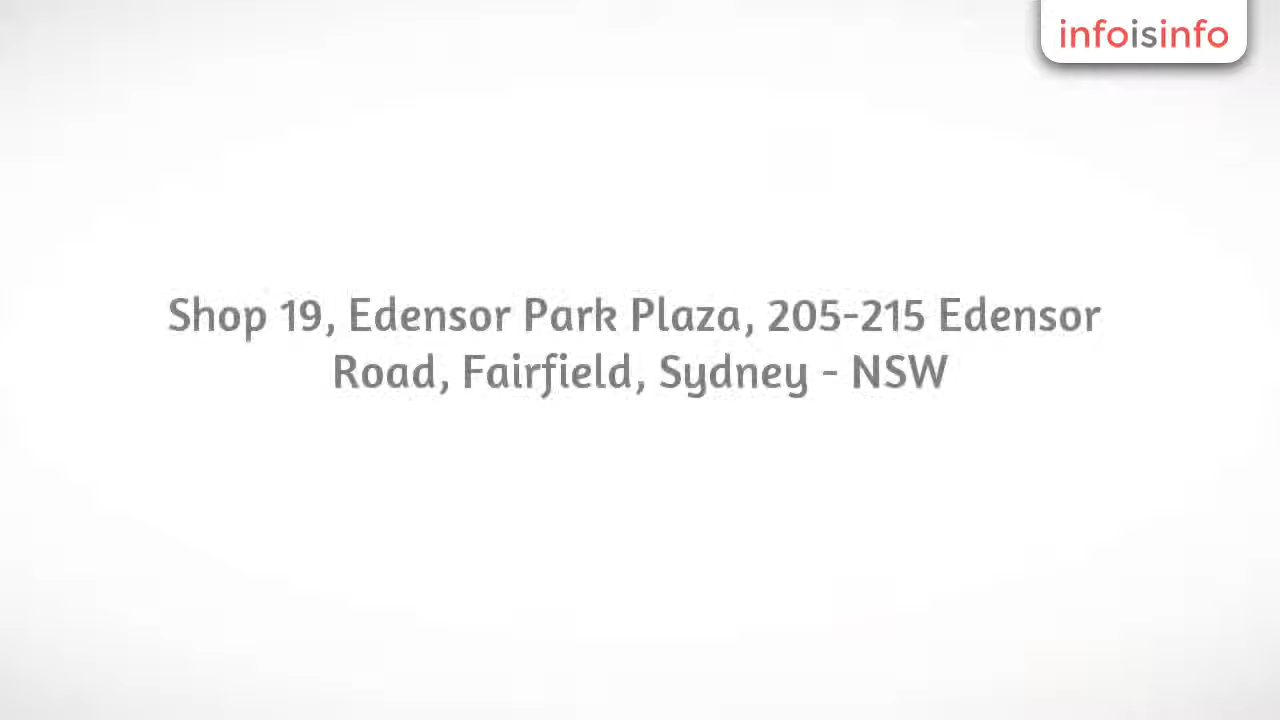 infoisinfo
Shop 19, Edensor Park Plaza, 205-215 Edensor
Road, Fairfield, Sydney - NSW